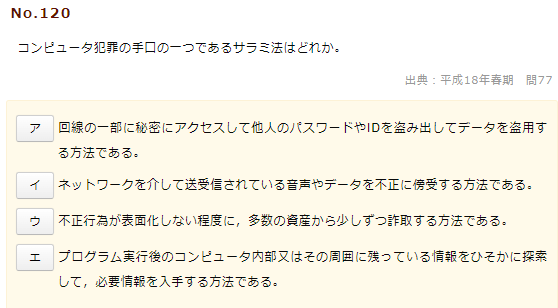 No.120
コンピュータ犯罪の手口の一つであるサラミ法はどれか。
出典：平成18年春期　問77
ア 回線の一部に秘密にアクセスして他人のパスワードやIDを盗み出してデータを盗用す
る方法である。
イ ネットワークを介して送受信されている音声やデータを不正に傍受する方法である。
ウ 不正行為が表面化しない程度に，多数の資産から少しずつ詐取する方法である。
エ プログラム実行後のコンピュータ内部又はその周囲に残っている情報をひそかに探索
して，必要情報を入手する方法である。